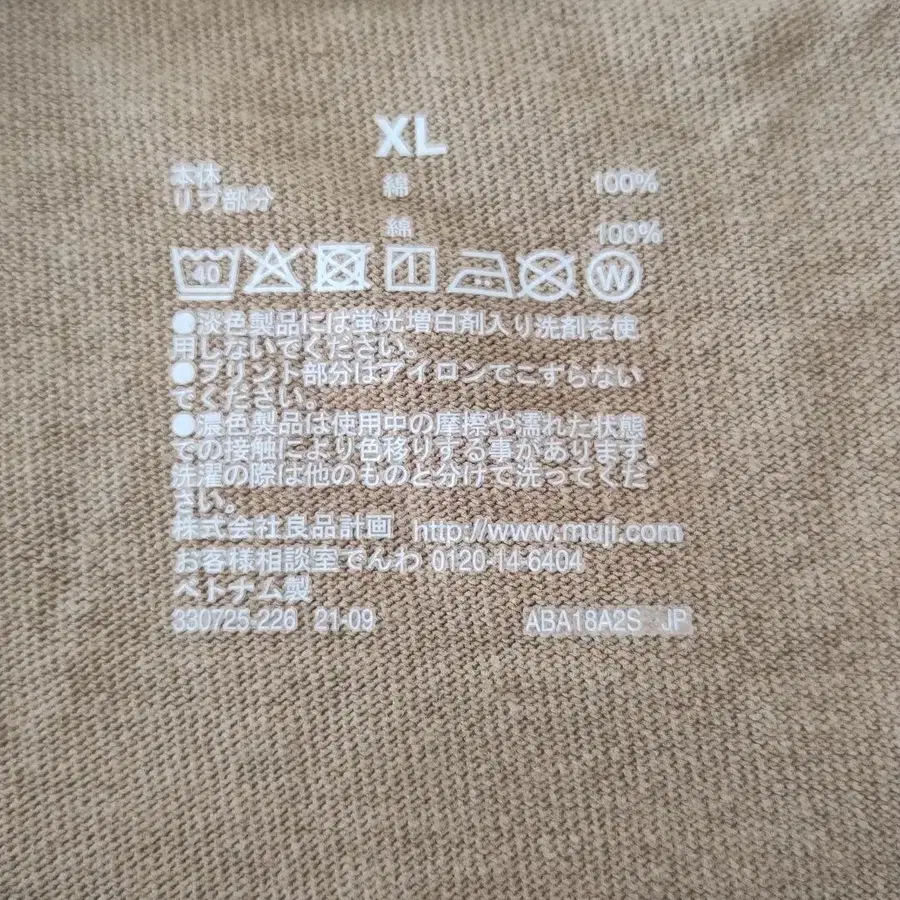 XL
本体 綿 100%
リブ部分 綿 100%
40 W
●淡色製品には蛍光増白剤入り洗剤を使
用しないでください。
●プリント部分はアイロンでこすらない
でください。
●濃色製品は使用中の摩擦や濡れた状態
での接触により色移りする事があります。
洗濯の際は他のものと分けて洗ってくだ
さい。
株式会社良品計画 http://www.muji.com
お客様相談室でんわ 0120-14-6404
ベトナム製
330725-226 21-09 ABA18A2S JP